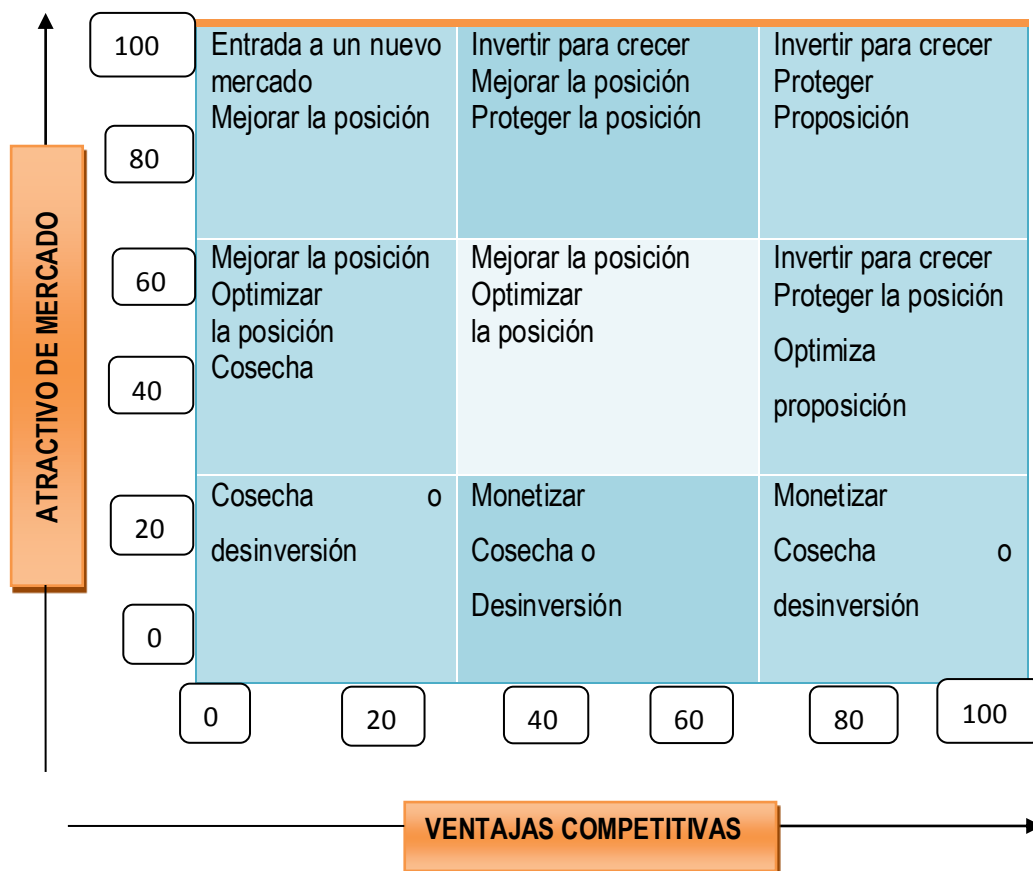 ATRACTIVO DE MERCADO
100
80
60
40
20
0
Entrada a un nuevo
mercado
Mejorar la posición
Invertir para crecer
Mejorar la posición
Proteger la posición
Invertir para crecer
Proteger
Proposición
Mejorar la posición
Optimizar
la posición
Cosecha
Mejorar la posición
Optimizar
la posición
Invertir para crecer
Proteger la posición
Optimiza
proposición
Cosecha o
desinversión
Monetizar
Cosecha o
Desinversión
Monetizar
Cosecha o
desinversión
0
20
40
60
80
100
VENTAJAS COMPETITIVAS